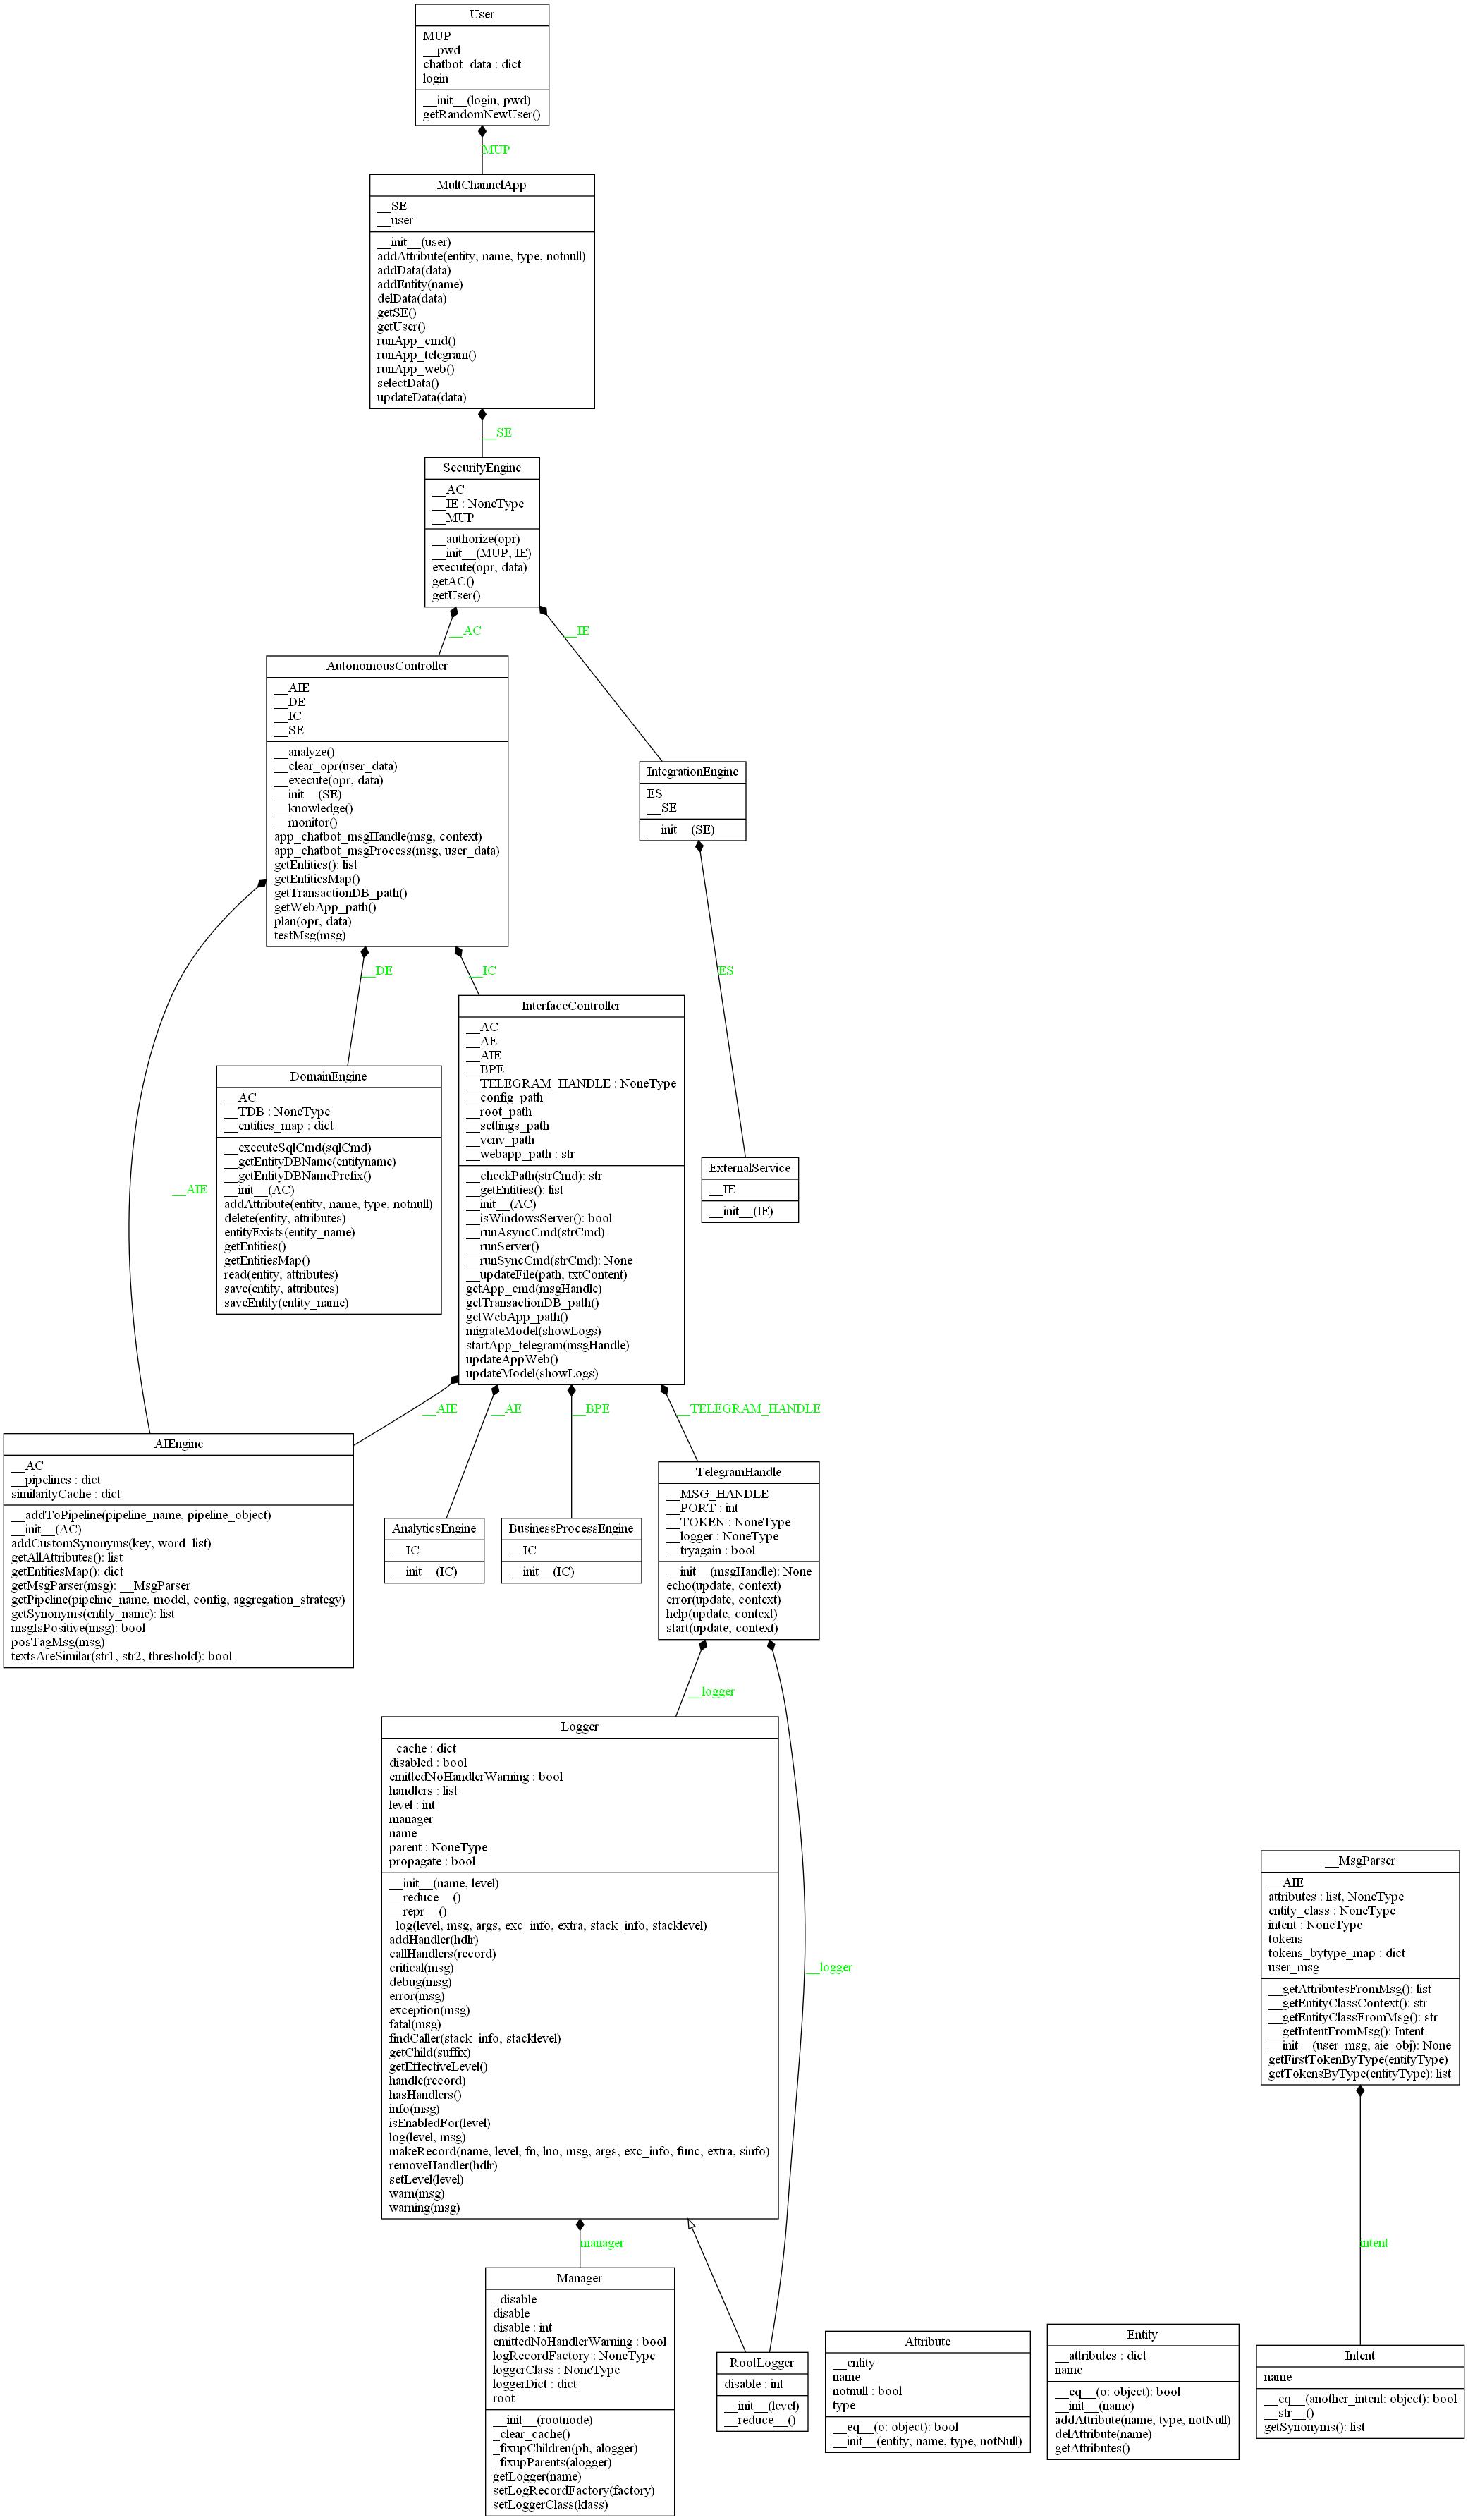 User
MUP
__pwd
chatbot_data : dict
login
__init__(login, pwd)
getRandomNewUser()
MUP
MultChannelApp
__SE
__user
__init__(user)
addAttribute(entity, name, type, notnull)
addData(data)
addEntity(name)
delData(data)
getSE()
getUser()
runApp_cmd()
runApp_telegram()
runApp_web()
selectData()
updateData(data)
__SE
SecurityEngine
__AC
__IE : NoneType
__MUP
__authorize(opr)
__init__(MUP, IE)
execute(opr, data)
getAC()
getUser()
__AC
__IE
AutonomousController
__AIE
__DE
__IC
__SE
__analyze()
__clear_opr(user_data)
__execute(opr, data)
__init__(SE)
__knowledge()
__monitor()
app_chatbot_msgHandle(msg, context)
app_chatbot_msgProcess(msg, user_data)
getEntities(): list
getEntitiesMap()
getTransactionDB_path()
getWebApp_path()
plan(opr, data)
testMsg(msg)
IntegrationEngine
ES
__SE
__init__(SE)
__DE
__IC
ES
InterfaceController
__AC
__AE
__AIE
__BPE
__TELEGRAM_HANDLE : NoneType
__config_path
__root_path
__settings_path
__venv_path
__webapp_path : str
__checkPath(strCmd): str
__getEntities(): list
__init__(AC)
__isWindowsServer(): bool
__runAsyncCmd(strCmd)
__runServer()
__runSyncCmd(strCmd): None
__updateFile(path, txtContent)
getApp_cmd(msgHandle)
getTransactionDB_path()
getWebApp_path()
migrateModel(showLogs)
startApp_telegram(msgHandle)
updateAppWeb()
updateModel(showLogs)
DomainEngine
__AC
__TDB : NoneType
__entities_map : dict
__executeSqlCmd(sqlCmd)
__getEntityDBName(entityname)
__getEntityDBNamePrefix()
__init__(AC)
addAttribute(entity, name, type, notnull)
delete(entity, attributes)
entityExists(entity_name)
getEntities()
getEntitiesMap()
read(entity, attributes)
save(entity, attributes)
saveEntity(entity_name)
ExternalService
__IE
__init__(IE)
__AIE
__AIE
__AE
__BPE
__TELEGRAM_HANDLE
AIEngine
__AC
__pipelines : dict
similarityCache : dict
__addToPipeline(pipeline_name, pipeline_object)
__init__(AC)
addCustomSynonyms(key, word_list)
getAllAttributes(): list
getEntitiesMap(): dict
getMsgParser(msg): __MsgParser
getPipeline(pipeline_name, model, config, aggregation_strategy)
getSynonyms(entity_name): list
msgIsPositive(msg): bool
posTagMsg(msg)
textsAreSimilar(str1, str2, threshold): bool
AnalyticsEngine
__IC
__init__(IC)
BusinessProcessEngine
__IC
__init__(IC)
TelegramHandle
__MSG_HANDLE
__PORT : int
__TOKEN : NoneType
__logger : NoneType
__tryagain : bool
__init__(msgHandle): None
echo(update, context)
error(update, context)
help(update, context)
start(update, context)
__logger
Logger
_cache : dict
disabled : bool
emittedNoHandlerWarning : bool
handlers : list
level : int
manager
name
parent : NoneType
propagate : bool
__init__(name, level)
__reduce__()
__repr__()
_log(level, msg, args, exc_info, extra, stack_info, stacklevel)
addHandler(hdlr)
callHandlers(record)
critical(msg)
debug(msg)
error(msg)
exception(msg)
fatal(msg)
findCaller(stack_info, stacklevel)
getChild(suffix)
getEffectiveLevel()
handle(record)
hasHandlers()
info(msg)
isEnabledFor(level)
log(level, msg)
makeRecord(name, level, fn, lno, msg, args, exc_info, func, extra, sinfo)
removeHandler(hdlr)
setLevel(level)
warn(msg)
warning(msg)
__logger
__MsgParser
__AIE
attributes : list, NoneType
entity_class : NoneType
intent : NoneType
tokens
tokens_bytype_map : dict
user_msg
__getAttributesFromMsg(): list
__getEntityClassContext(): str
__getEntityClassFromMsg(): str
__getIntentFromMsg(): Intent
__init__(user_msg, aie_obj): None
getFirstTokenByType(entityType)
getTokensByType(entityType): list
manager
intent
Manager
_disable
disable
disable : int
emittedNoHandlerWarning : bool
logRecordFactory : NoneType
loggerClass : NoneType
loggerDict : dict
root
__init__(rootnode)
_clear_cache()
_fixupChildren(ph, alogger)
_fixupParents(alogger)
getLogger(name)
setLogRecordFactory(factory)
setLoggerClass(klass)
RootLogger
disable : int
__init__(level)
__reduce__()
Attribute
__entity
name
notnull : bool
type
__eq__(o: object): bool
__init__(entity, name, type, notNull)
Entity
__attributes : dict
name
__eq__(o: object): bool
__init__(name)
addAttribute(name, type, notNull)
delAttribute(name)
getAttributes()
Intent
name
__eq__(another_intent: object): bool
__str__()
getSynonyms(): list